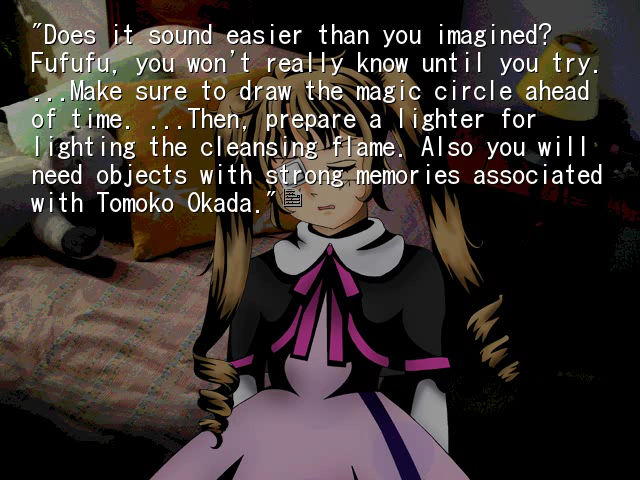 "Does it sound easier than you imagined?
Fufufu, you won't really know until you try.
...Make sure to draw the magic circle ahead
of time. ...Then, prepare a lighter for
lighting the cleansing flame. Also you will
need objects with strong memories associated
with Tomoko Okada."